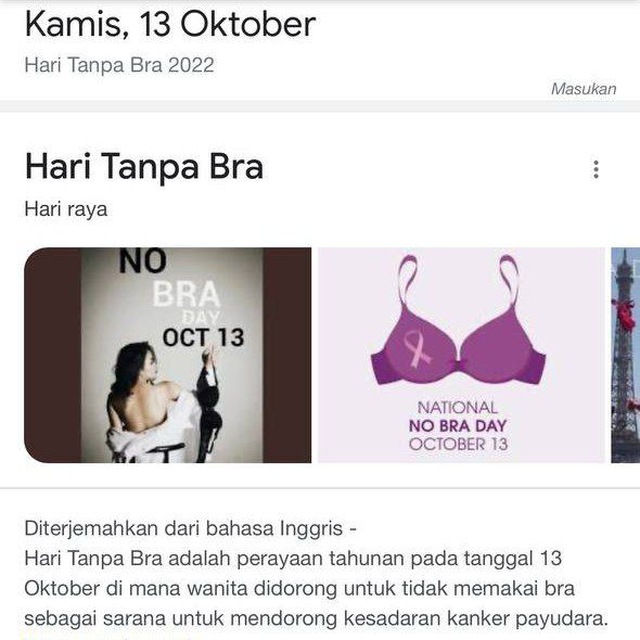 Kamis, 13 Oktober
Hari Tanpa Bra 2022
Masukan
Hari Tanpa Bra
Hari raya
NO
BRA
DAY
OCT 13
NATIONAL
NO BRA DAY
OCTOBER 13
Diterjemahkan dari bahasa Inggris -
Hari Tanpa Bra adalah perayaan tahunan pada tanggal 13
Oktober di mana wanita didorong untuk tidak memakai bra
sebagai sarana untuk mendorong kesadaran kanker payudara.